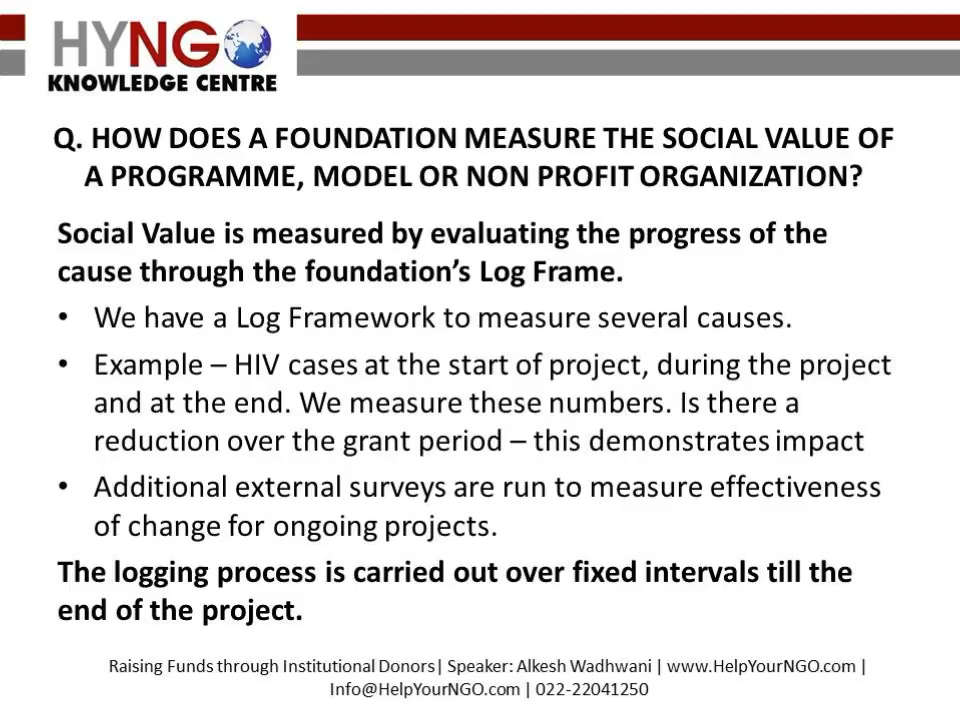 HYNGO
KNOWLEDGE CENTRE
Q. HOW DOES A FOUNDATION MEASURE THE SOCIAL VALUE OF
A PROGRAMME, MODEL OR NON PROFIT ORGANIZATION?
Social Value is measured by evaluating the progress of the
cause through the foundation’s Log Frame.
• We have a Log Framework to measure several causes.
• Example – HIV cases at the start of project, during the project
and at the end. We measure these numbers. Is there a
reduction over the grant period – this demonstrates impact
• Additional external surveys are run to measure effectiveness
of change for ongoing projects.
The logging process is carried out over fixed intervals till the
end of the project.
Raising Funds through Institutional Donors| Speaker: Alkesh Wadhwani | www.HelpYourNGO.com |
Info@HelpYourNGO.com | 022-22041250